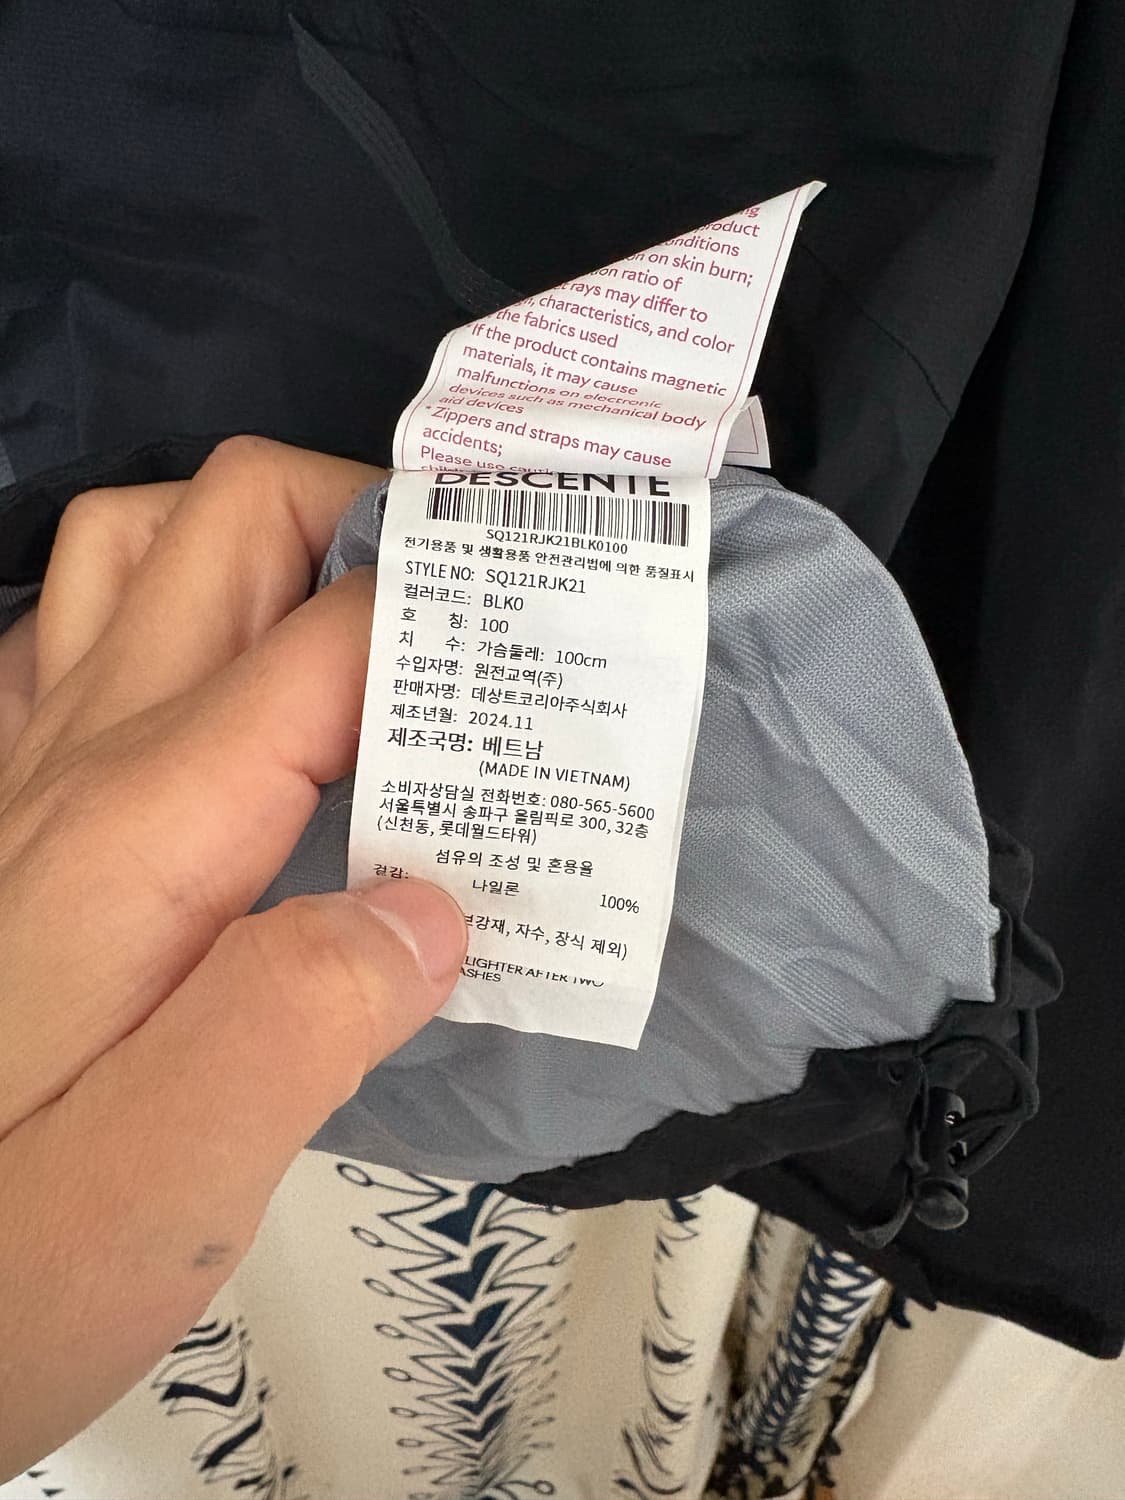 product
conditions
on skin burn;
ratio of
rays may differ to
characteristics, and color
the fabrics used
*If the product contains magnetic
materials, it may cause
malfunctions on electronic
devices such as mechanical body
aid devices
*Zippers and straps may cause
accidents;
Please use
DESCENTE
SQ121RJK21BLK0100
전기용품 및 생활용품 안전관리법에 의한 품질표시
STYLE NO: SQ121RJK21
컬러코드: BLK0
호 칭: 100
치 수: 가슴둘레: 100cm
수입자명: 원전교역(주)
판매자명: 데상트코리아주식회사
제조년월: 2024.11
제조국명: 베트남
(MADE IN VIETNAM)
소비자상담실 전화번호: 080-565-5600
서울특별시 송파구 올림픽로 300, 32층
(신천동, 롯데월드타워)
섬유의 조성 및 혼용율
겉감: 나일론 100%
자수, 장식 제외)
LIGHTER AFTER TWO